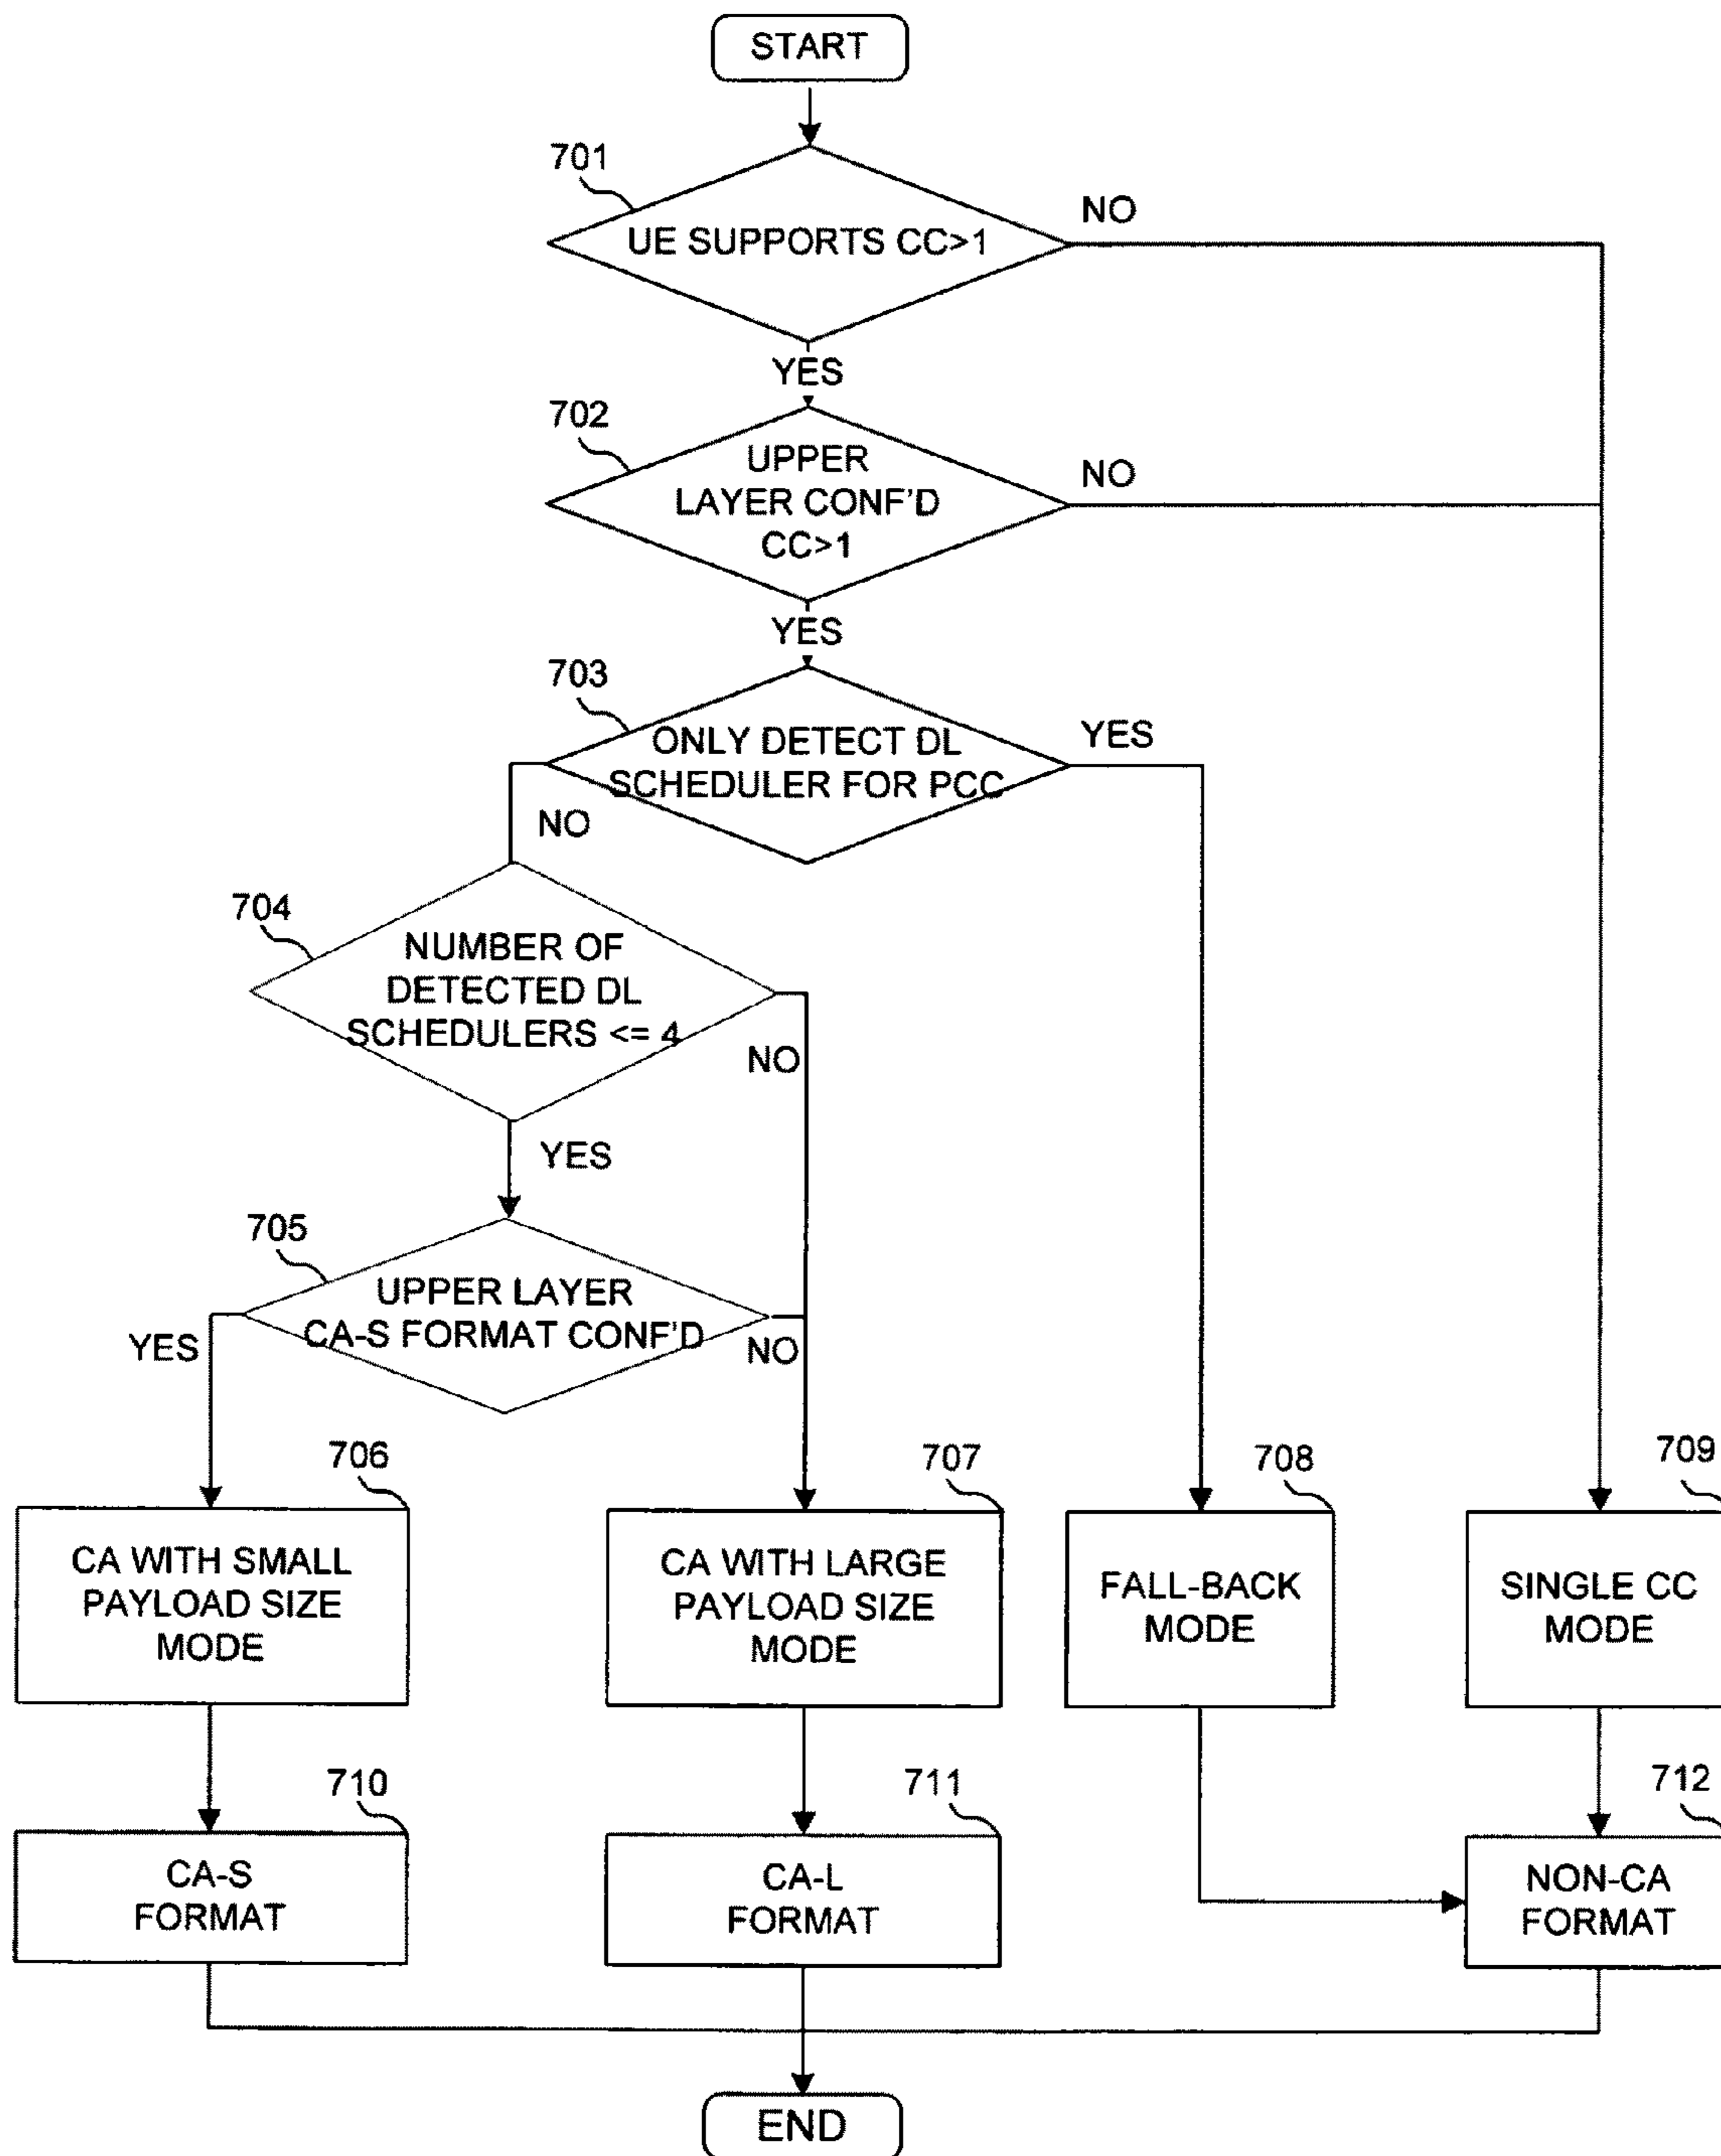 START
701
UE SUPPORTS CC>1
NO
YES
702
UPPER
LAYER CONF'D
CC>1
NO
YES
703
ONLY DETECT DL
SCHEDULER FOR PCC
YES
NO
704
NUMBER OF
DETECTED DL
SCHEDULERS <= 4
NO
YES
705
UPPER LAYER
CA-S FORMAT CONF'D
YES
NO
706
707
708
709
CA WITH SMALL
PAYLOAD SIZE
MODE
CA WITH LARGE
PAYLOAD SIZE
MODE
FALL-BACK
MODE
SINGLE CC
MODE
710
711
712
CA-S
FORMAT
CA-L
FORMAT
NON-CA
FORMAT
END